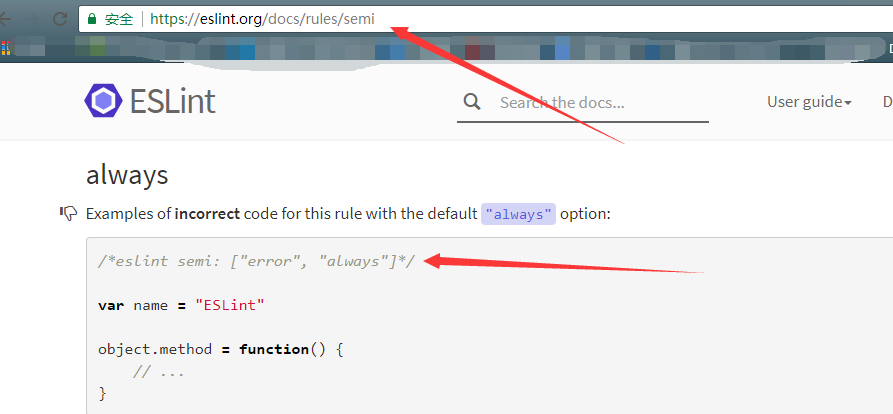 安全 https://eslint.org/docs/rules/semi
ESLint Search the docs... User guide D
always
Examples of incorrect code for this rule with the default "always" option:
/*eslint semi: ["error", "always"]*/
var name = "ESLint"
object.method = function() {
// ...
}